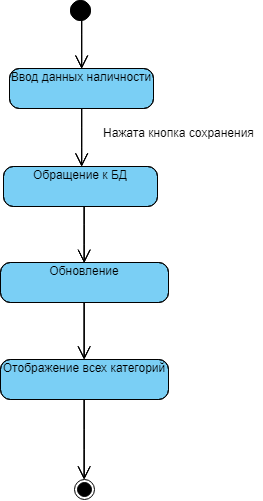 Ввод данных наличности
Нажата кнопка сохранения
Обращение к БД
Обновление
Отображение всех категорий